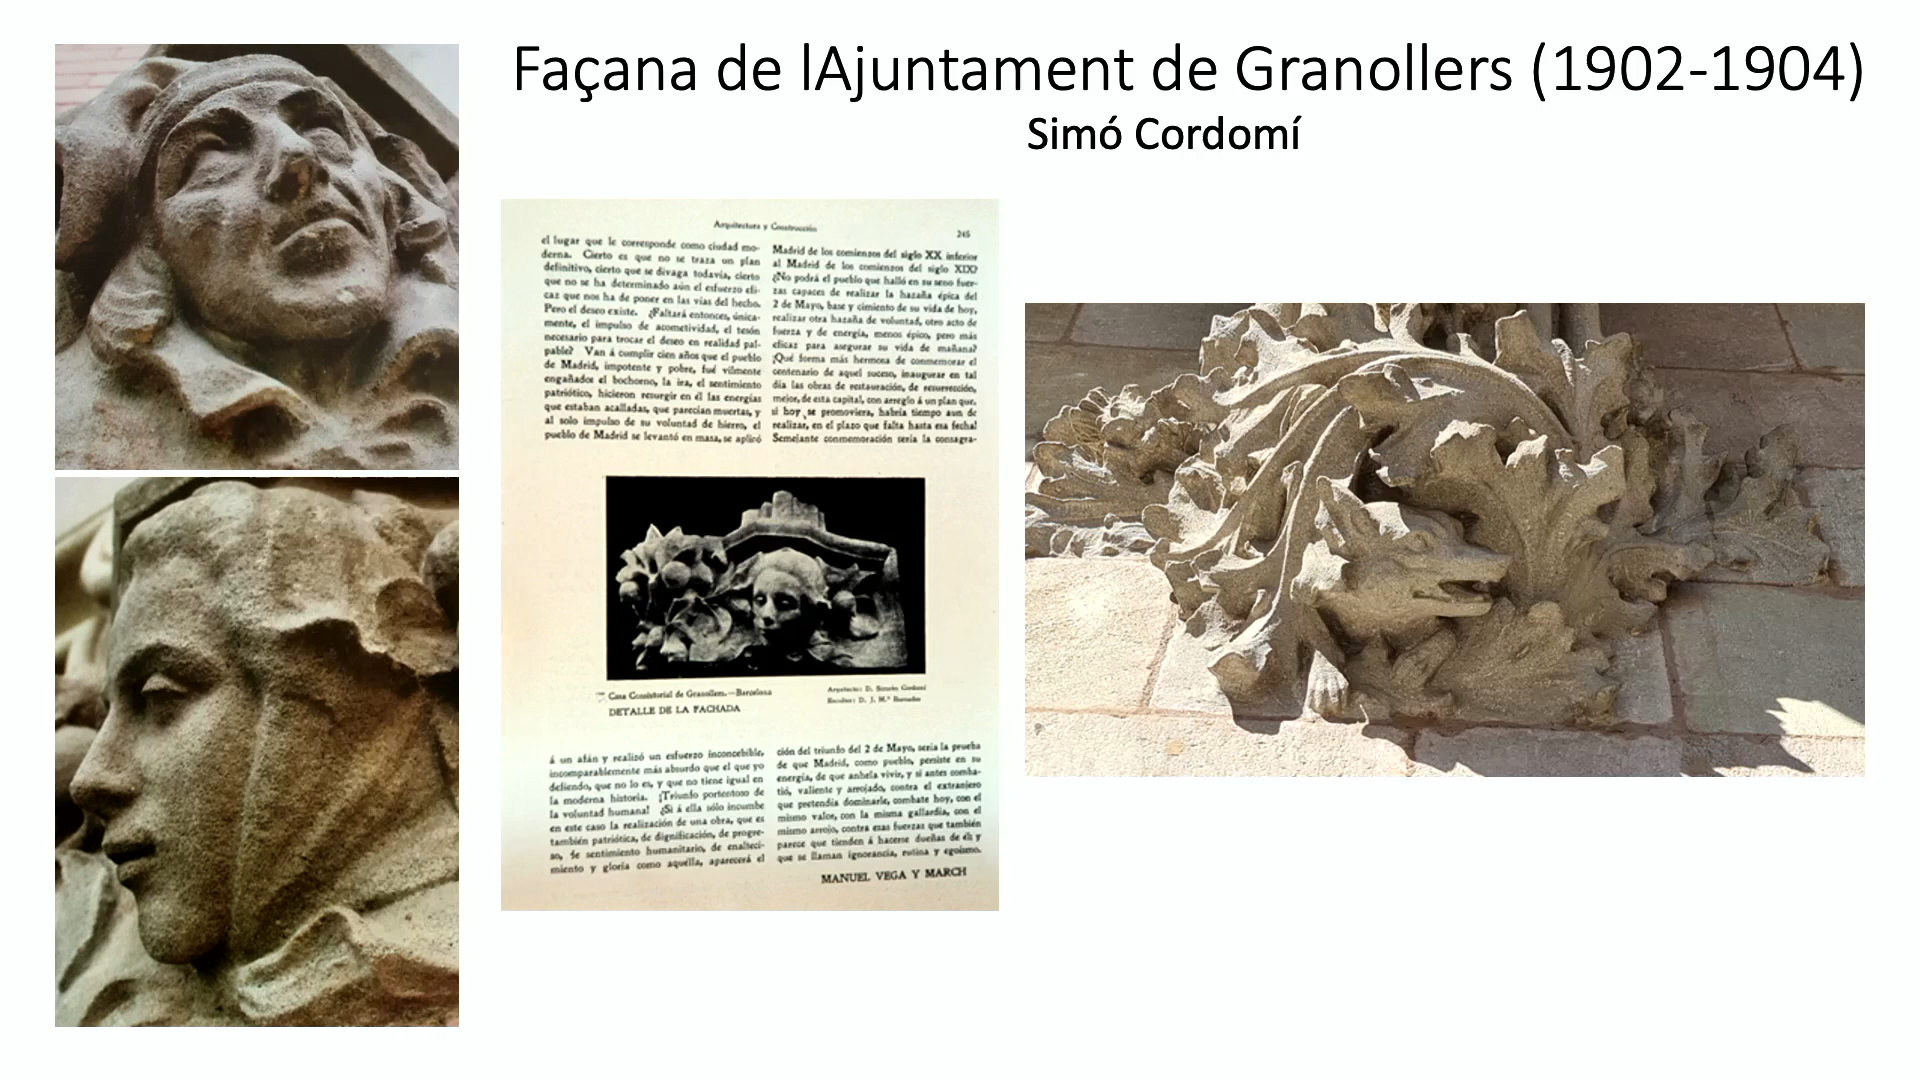 Façana de lAjuntament de Granollers (1902-1904)
Simó Cordomí
Arquitectura y Construcción
245
el lugar que le corresponde como ciudad mo-
derna. Cierto es que no se traza un plan
definitivo, cierto que se divaga todavía, cierto
que no se ha determinado aún el esfuerzo efi-
caz que nos ha de poner en las vías del hecho.
Pero el deseo existe. ¿Faltará entonces, única-
mente, el impulso de acometividad, el tesón
necesario para trocar el deseo en realidad pal-
pable? Van á cumplir cien años que el pueblo
de Madrid, impotente y pobre, fué vilmente
engañados el bochorno, la ira, el sentimiento
patriótico, hicieron resurgir en él las energías
que estaban acalladas, que parecían muertas, y
al solo impulso de su voluntad de hierro, el
pueblo de Madrid se levantó en masa, se aplicó
Madrid de los comienzos del siglo XX inferior
al Madrid de los comienzos del siglo XIX?
¿No podrá el pueblo que halló en su seno fuer-
zas capaces de realizar la hazaña épica del
2 de Mayo, base y cimiento de su vida de hoy,
realizar otra hazaña de voluntad, otro acto de
fuerza y de energía, menos épico, pero más
eficaz para asegurar su vida de mañana?
¡Qué forma más hermosa de conmemorar el
centenario de aquel suceso, inaugurar en tal
día las obras de restauración, de resurrección,
mejor, de esta capital, con arreglo á un plan que,
si hoy se promoviera, habría tiempo aun de
realizar, en el plazo que falta hasta esa fecha!
Semejante conmemoración sería la consagra-
Casa Consistorial de Granollers.—Barcelona
DETALLE DE LA FACHADA
Arquitecto: D. Simón Cordomí
Escultor: D. J. M.ª Barnadas
á un afán y realizó un esfuerzo inconcebible,
incomparablemente más absurdo que el que yo
defiendo, que no lo es, y que no tiene igual en
la moderna historia. ¡Triunfo portentoso de
la voluntad humana! ¿Si á ella sólo incumbe
en este caso la realización de una obra, que es
también patriótica, de dignificación, de progre-
so, de sentimiento humanitario, de enalteci-
miento y gloria como aquélla, aparecerá el
ción del triunfo del 2 de Mayo, sería la prueba
de que Madrid, como pueblo, persiste en su
energía, de que anhela vivir, y si antes comba-
tió, valiente y arrojado, contra el extranjero
que pretendía dominarle, combate hoy, con el
mismo valor, con la misma gallardía, con el
mismo arrojo, contra esas fuerzas que también
parece que tienden á hacerse dueñas de él y
que se llaman ignorancia, rutina y egoísmo.
MANUEL VEGA Y MARCH